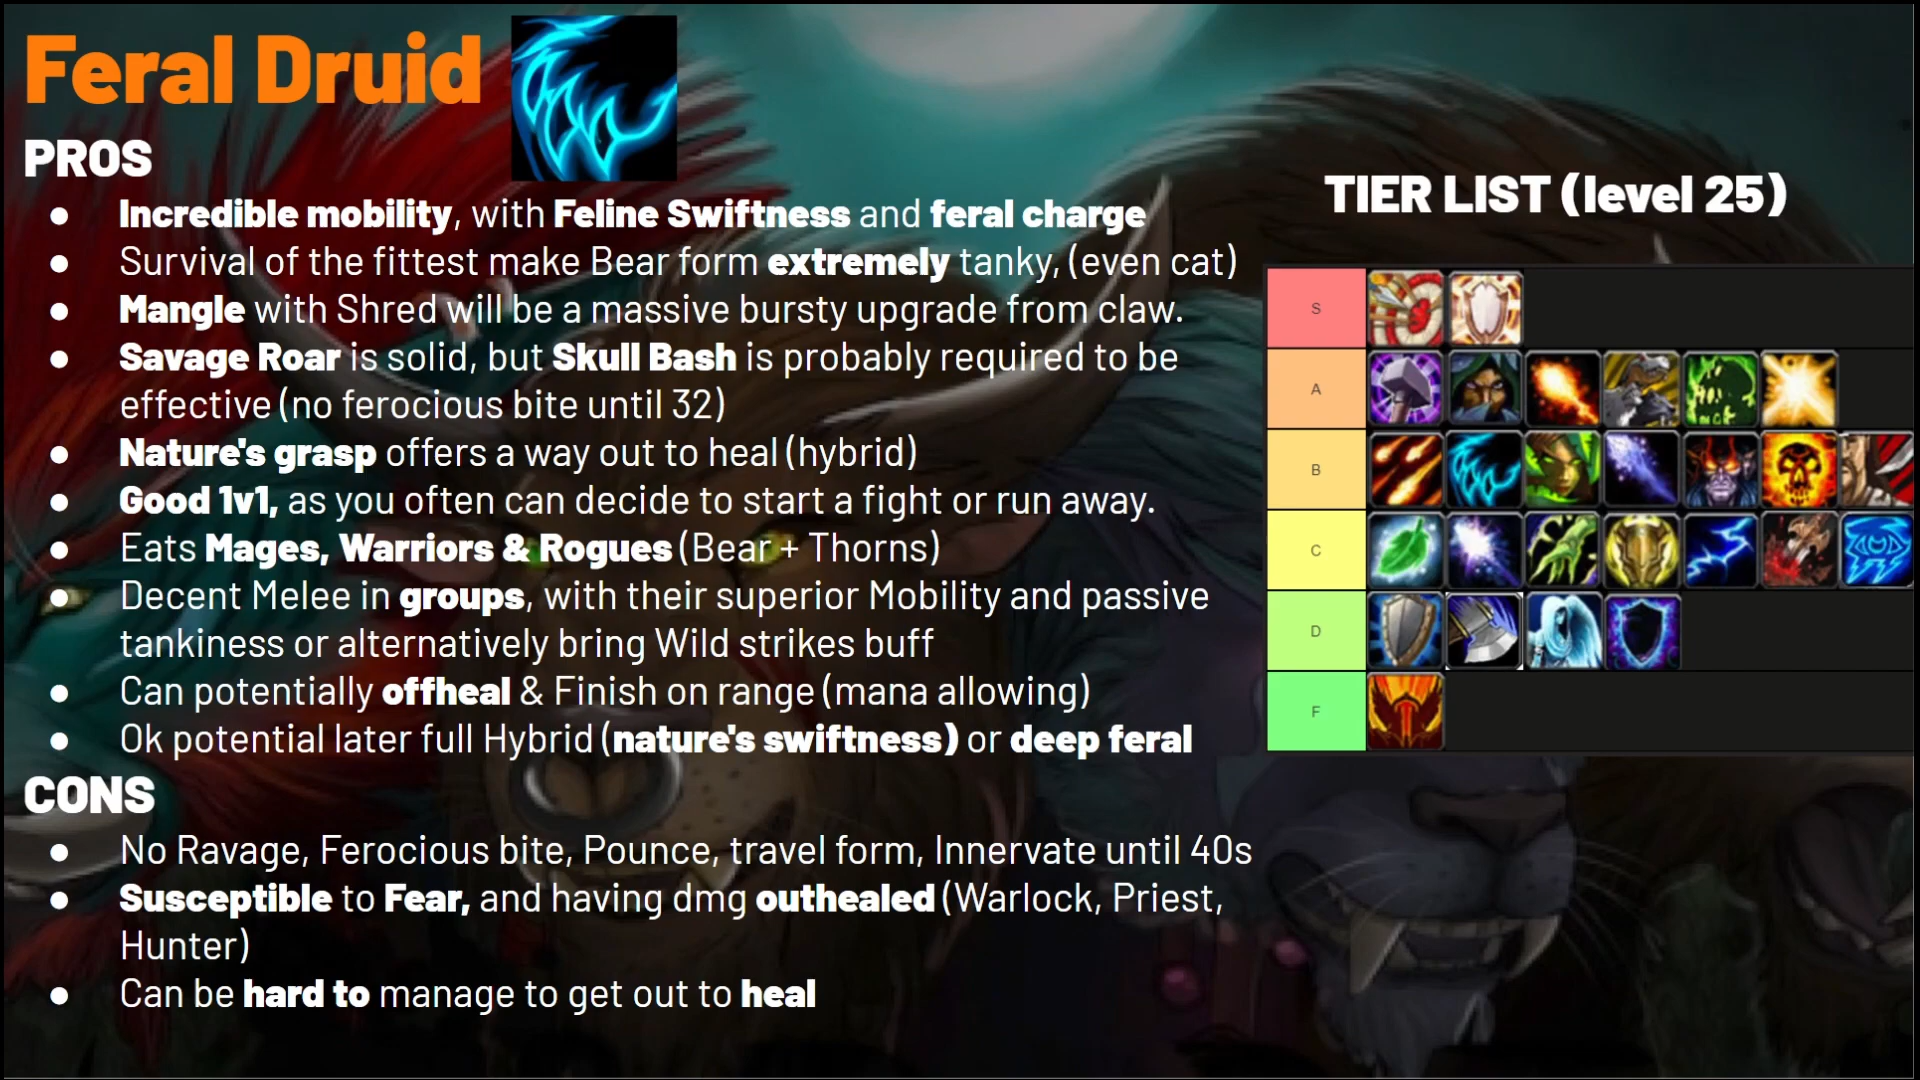 Feral Druid
PROS
● Incredible mobility, with Feline Swiftness and feral charge
● Survival of the fittest make Bear form extremely tanky, (even cat)
● Mangle with Shred will be a massive bursty upgrade from claw.
● Savage Roar is solid, but Skull Bash is probably required to be
effective (no ferocious bite until 32)
● Nature's grasp offers a way out to heal (hybrid)
● Good 1v1, as you often can decide to start a fight or run away.
● Eats Mages, Warriors & Rogues (Bear + Thorns)
● Decent Melee in groups, with their superior Mobility and passive
tankiness or alternatively bring Wild strikes buff
● Can potentially offheal & Finish on range (mana allowing)
● Ok potential later full Hybrid (nature's swiftness) or deep feral
CONS
● No Ravage, Ferocious bite, Pounce, travel form, Innervate until 40s
● Susceptible to Fear, and having dmg outhealed (Warlock, Priest,
Hunter)
● Can be hard to manage to get out to heal
TIER LIST (level 25)
S
A
B
C
D
F